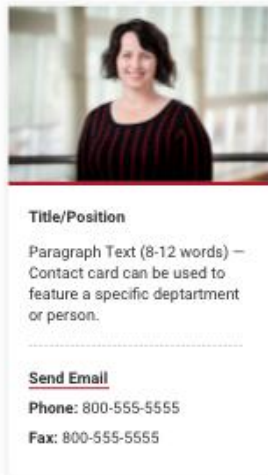 Title/Position
Paragraph Text (8-12 words) —
Contact card can be used to
feature a specific deptartment
or person.
Send Email
Phone: 800-555-5555
Fax: 800-555-5555